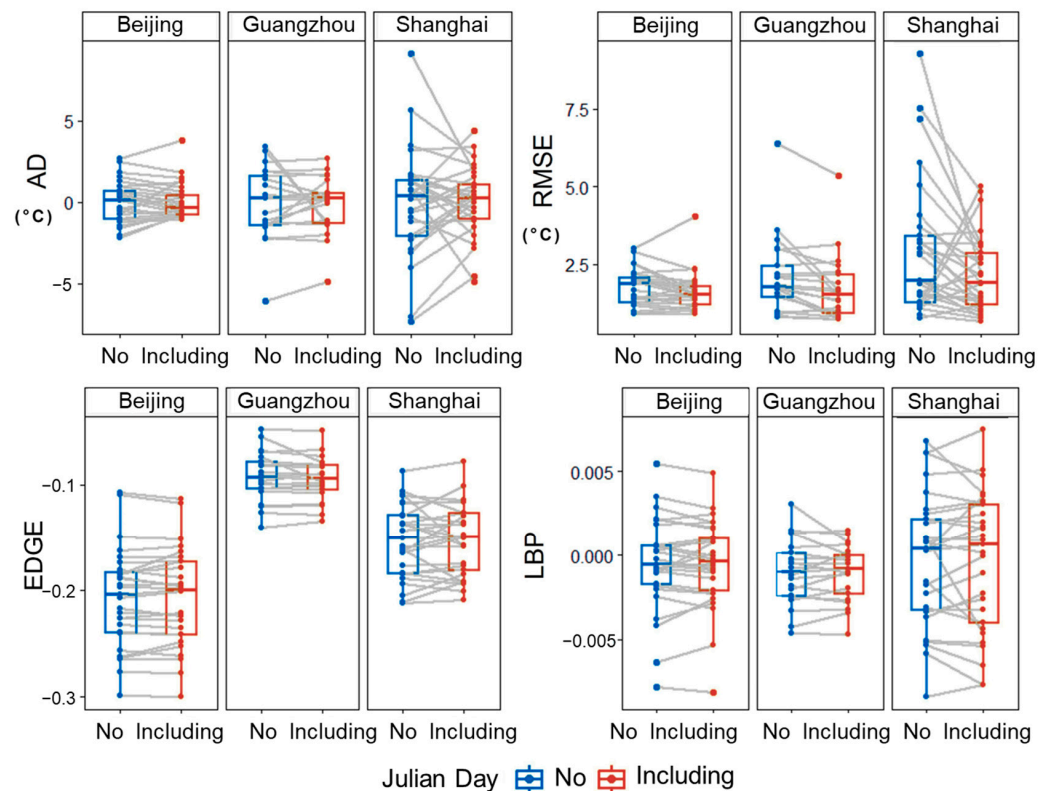 Beijing Guangzhou Shanghai
AD
(°C)
5
0
−5
No Including No Including No Including
Beijing Guangzhou Shanghai
RMSE
(°C)
7.5
5.0
2.5
No Including No Including No Including
Beijing Guangzhou Shanghai
EDGE
−0.1
−0.2
−0.3
No Including No Including No Including
Beijing Guangzhou Shanghai
LBP
0.005
0.000
−0.005
No Including No Including No Including
Julian Day No Including